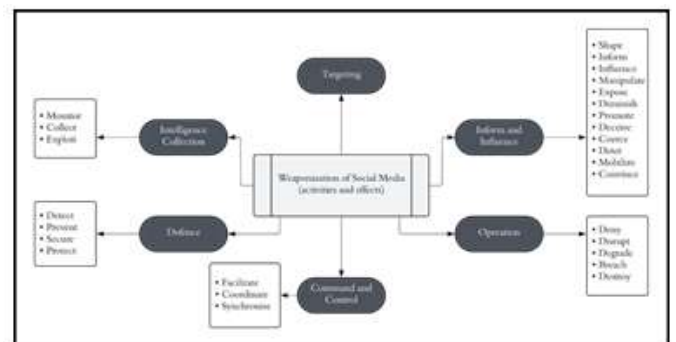 Targeting
• Monitor
• Collect
• Exploit
Intelligence
Collection
Inform and
Influence
• Shape
• Inform
• Influence
• Manipulate
• Expose
• Diminish
• Promote
• Deceive
• Coerce
• Deter
• Mobilize
• Convince
Weaponization of Social Media
(activities and effects)
• Detect
• Prevent
• Secure
• Protect
Defence
Operation
• Deny
• Disrupt
• Degrade
• Breach
• Destroy
• Facilitate
• Coordinate
• Synchronize
Command and
Control